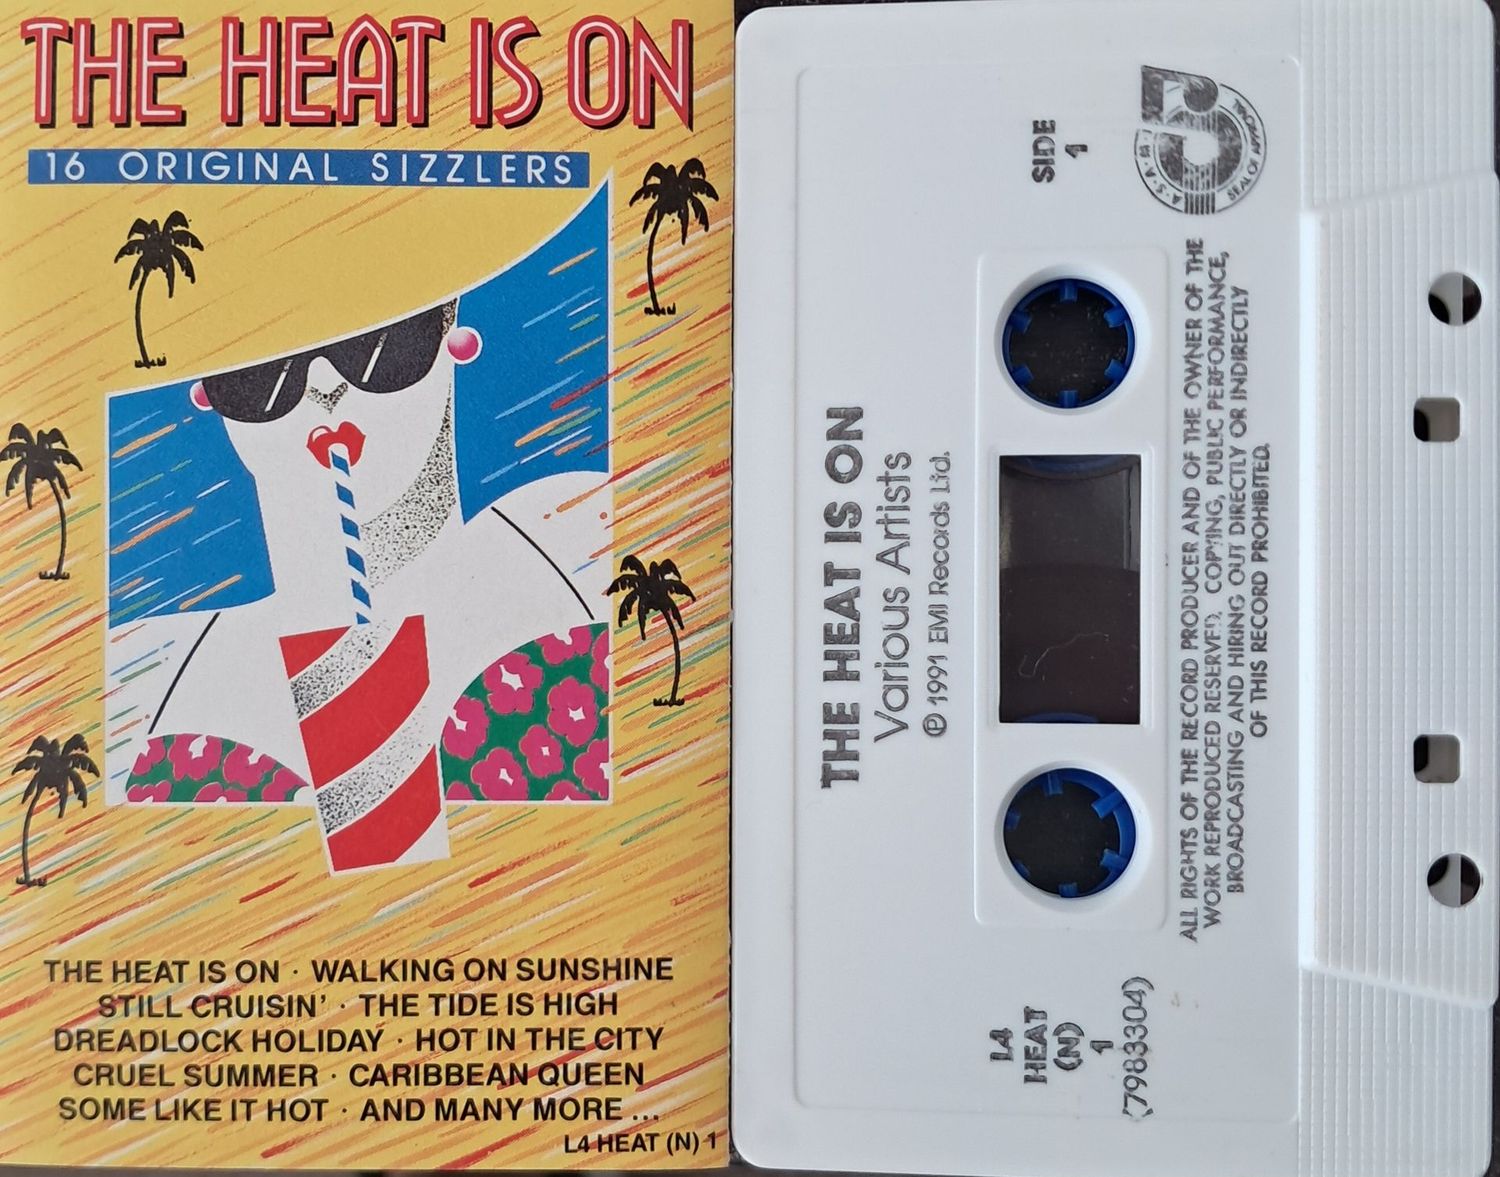 THE HEAT IS ON
16 ORIGINAL SIZZLERS
THE HEAT IS ON · WALKING ON SUNSHINE
STILL CRUISIN' · THE TIDE IS HIGH
DREADLOCK HOLIDAY · HOT IN THE CITY
CRUEL SUMMER · CARIBBEAN QUEEN
SOME LIKE IT HOT · AND MANY MORE ...
L4 HEAT (N) 1
THE HEAT IS ON
Various Artists
℗ 1991 EMI Records Ltd.
SIDE
1
A·S·A·
SEAL OF APPROVAL
ALL RIGHTS OF THE RECORD PRODUCER AND OF THE OWNER OF THE
WORK REPRODUCED RESERVED. COPYING, PUBLIC PERFORMANCE,
BROADCASTING AND HIRING OUT DIRECTLY OR INDIRECTLY
OF THIS RECORD PROHIBITED.
L4
HEAT
(N)
1
(7983304)